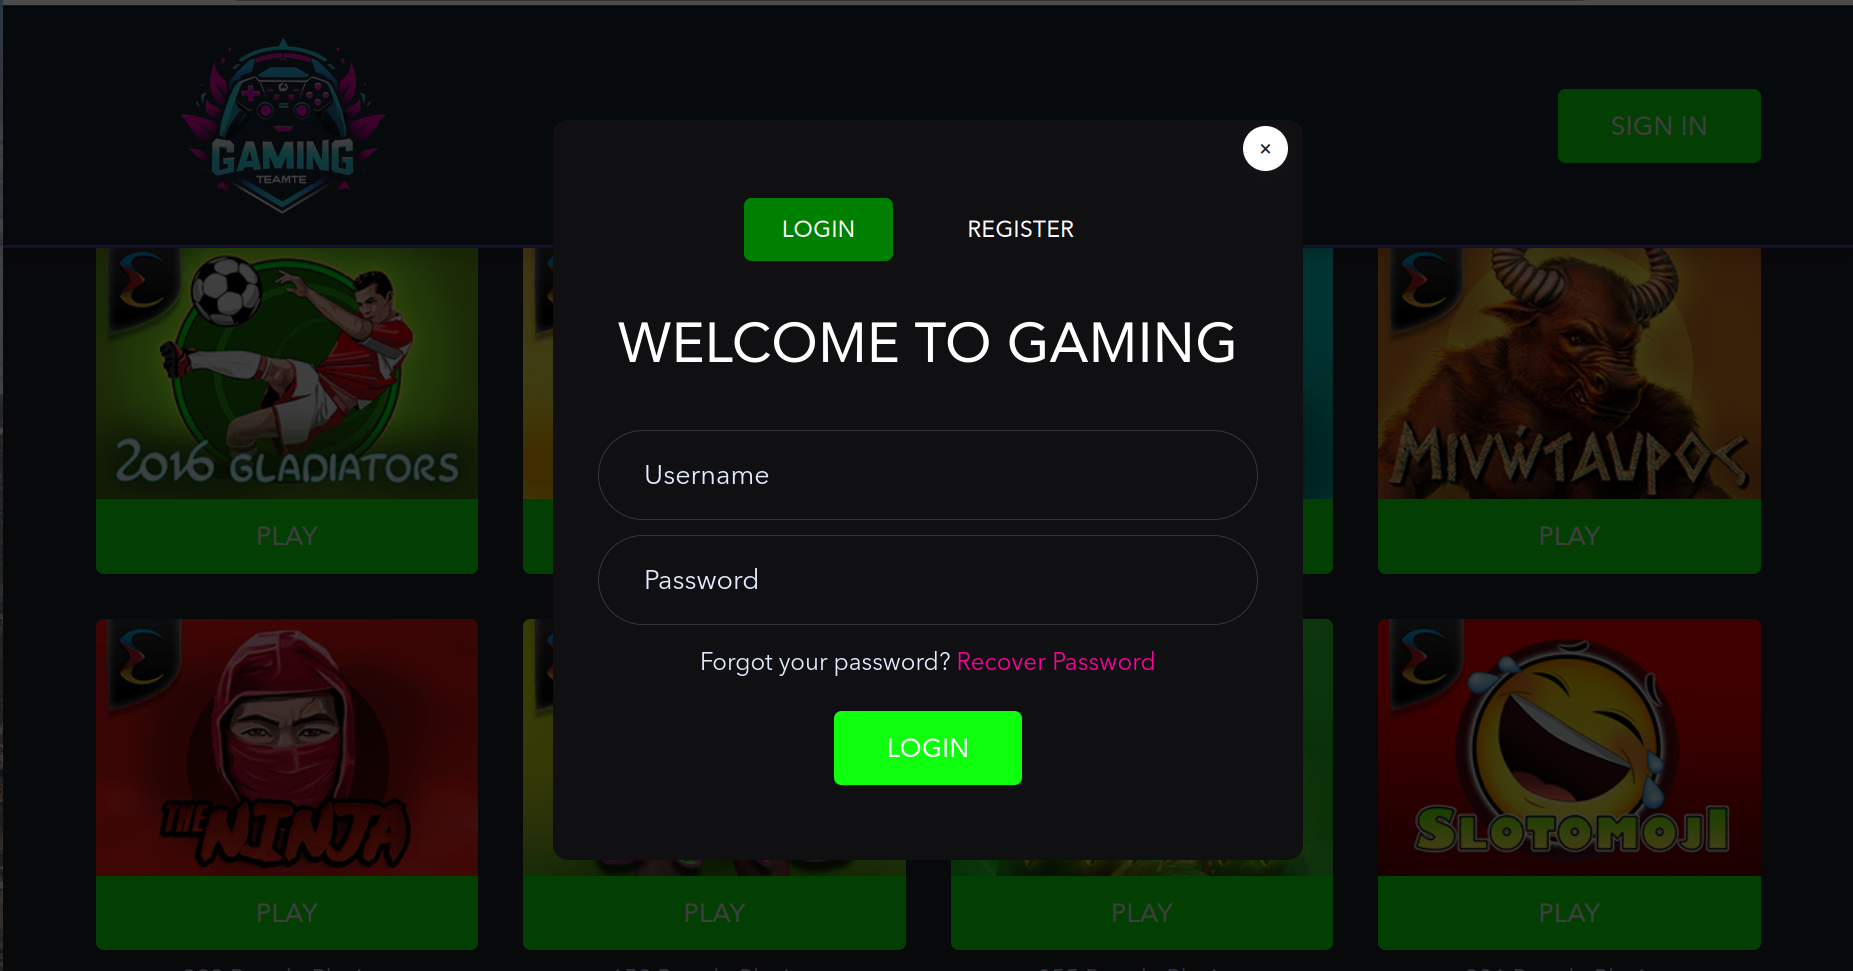 GAMING
TEAMTE
SIGN IN
×
LOGIN
REGISTER
WELCOME TO GAMING
Username
Password
Forgot your password? Recover Password
LOGIN
2016 GLADIATORS
ΜΙΝΩΤΑΥΡΟΣ
PLAY
PLAY
THE NINJA
SLOTOMOJI
PLAY
PLAY
PLAY
PLAY